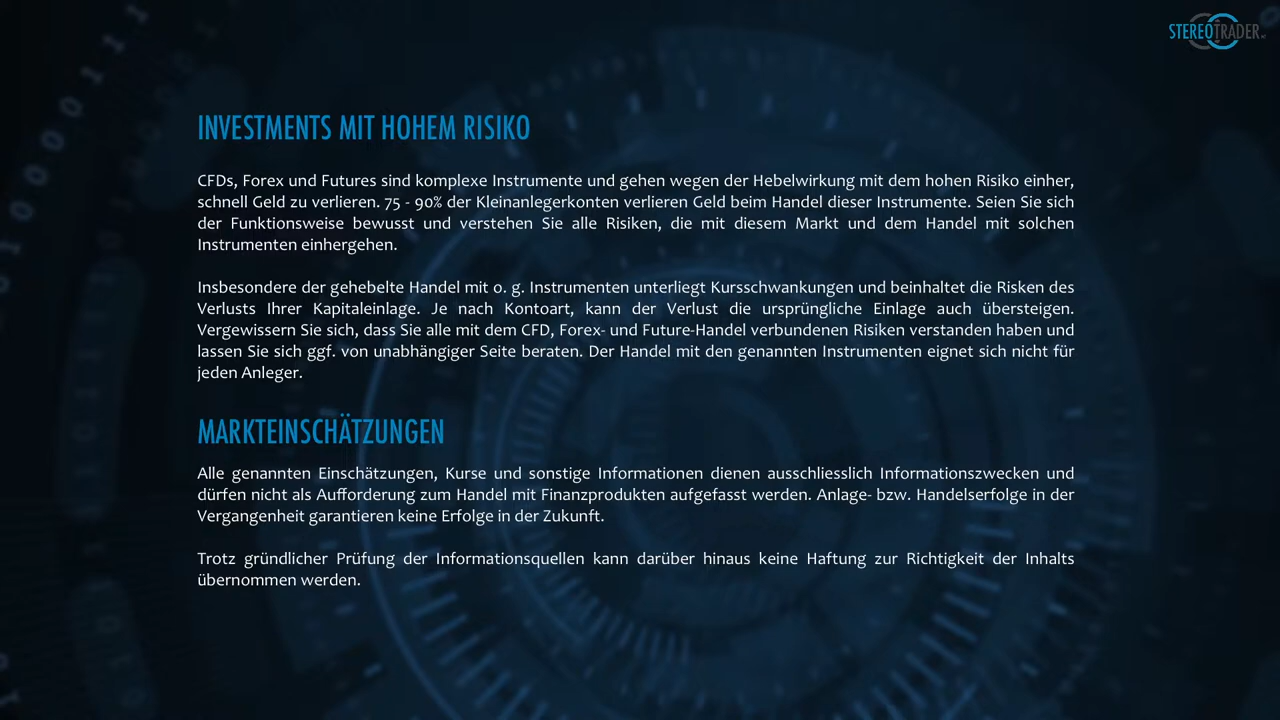 STEREOTRADER
INVESTMENTS MIT HOHEM RISIKO
CFDs, Forex und Futures sind komplexe Instrumente und gehen wegen der Hebelwirkung mit dem hohen Risiko einher,
schnell Geld zu verlieren. 75 - 90% der Kleinanlegerkonten verlieren Geld beim Handel dieser Instrumente. Seien Sie sich
der Funktionsweise bewusst und verstehen Sie alle Risiken, die mit diesem Markt und dem Handel mit solchen
Instrumenten einhergehen.
Insbesondere der gehebelte Handel mit o. g. Instrumenten unterliegt Kursschwankungen und beinhaltet die Risken des
Verlusts Ihrer Kapitaleinlage. Je nach Kontoart, kann der Verlust die ursprüngliche Einlage auch übersteigen.
Vergewissern Sie sich, dass Sie alle mit dem CFD, Forex- und Future-Handel verbundenen Risiken verstanden haben und
lassen Sie sich ggf. von unabhängiger Seite beraten. Der Handel mit den genannten Instrumenten eignet sich nicht für
jeden Anleger.
MARKTEINSCHÄTZUNGEN
Alle genannten Einschätzungen, Kurse und sonstige Informationen dienen ausschliesslich Informationszwecken und
dürfen nicht als Aufforderung zum Handel mit Finanzprodukten aufgefasst werden. Anlage- bzw. Handelserfolge in der
Vergangenheit garantieren keine Erfolge in der Zukunft.
Trotz gründlicher Prüfung der Informationsquellen kann darüber hinaus keine Haftung zur Richtigkeit der Inhalts
übernommen werden.